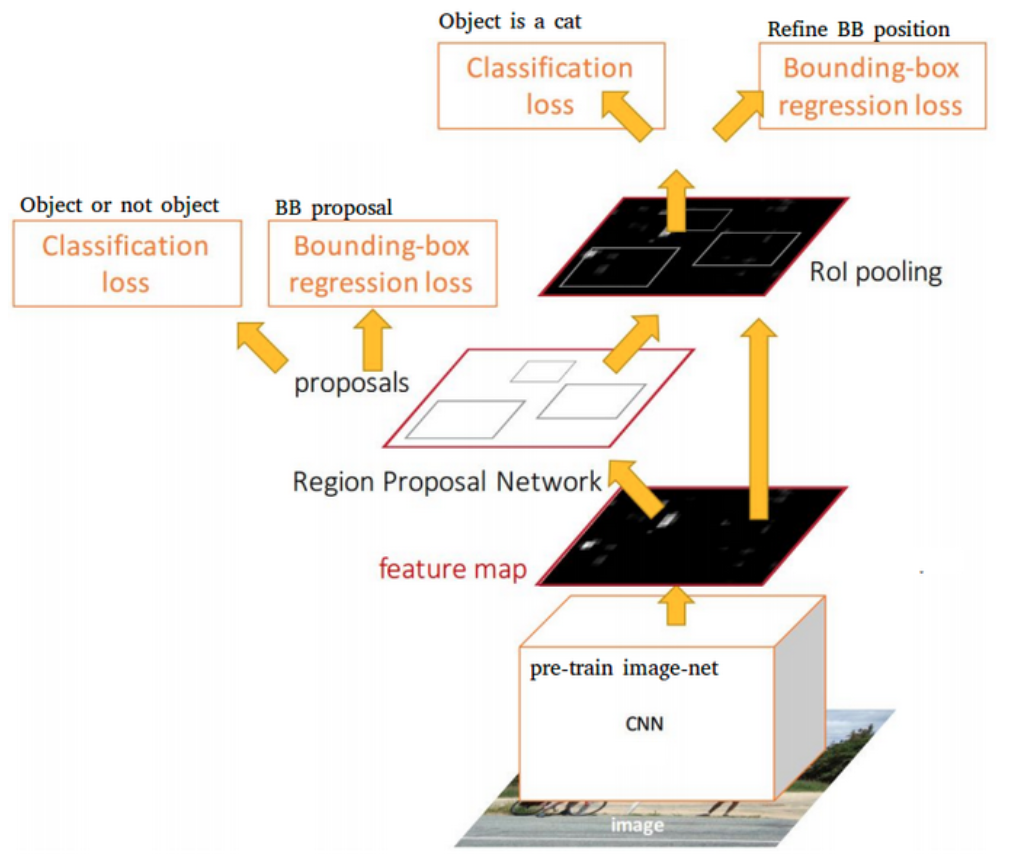 Object is a cat
Classification
loss
Refine BB position
Bounding-box
regression loss
Object or not object
Classification
loss
BB proposal
Bounding-box
regression loss
RoI pooling
proposals
Region Proposal Network
feature map
pre-train image-net
CNN
image